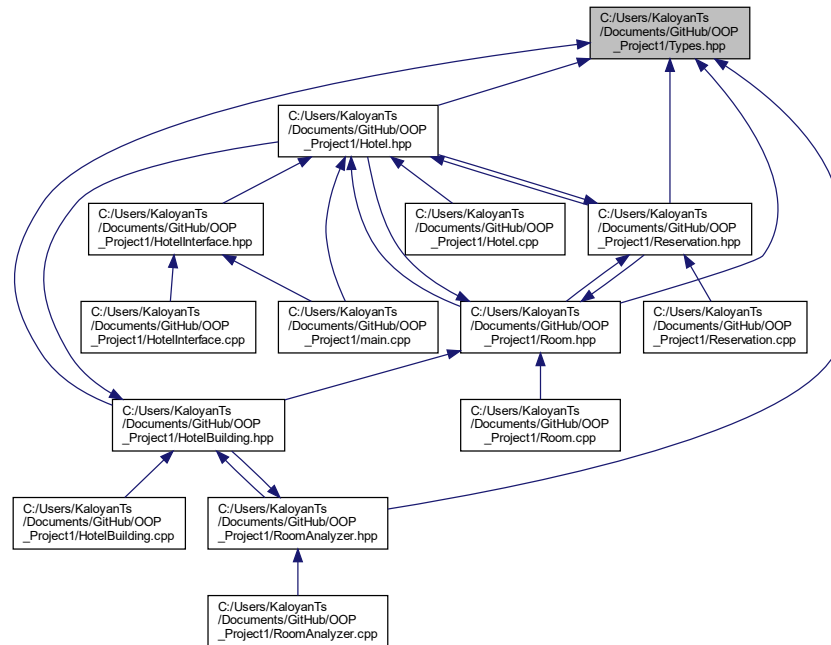 C:/Users/KaloyanTs
/Documents/GitHub/OOP
_Project1/Types.hpp
C:/Users/KaloyanTs
/Documents/GitHub/OOP
_Project1/Hotel.hpp
C:/Users/KaloyanTs
/Documents/GitHub/OOP
_Project1/HotelInterface.hpp
C:/Users/KaloyanTs
/Documents/GitHub/OOP
_Project1/Hotel.cpp
C:/Users/KaloyanTs
/Documents/GitHub/OOP
_Project1/Reservation.hpp
C:/Users/KaloyanTs
/Documents/GitHub/OOP
_Project1/HotelInterface.cpp
C:/Users/KaloyanTs
/Documents/GitHub/OOP
_Project1/main.cpp
C:/Users/KaloyanTs
/Documents/GitHub/OOP
_Project1/Room.hpp
C:/Users/KaloyanTs
/Documents/GitHub/OOP
_Project1/Reservation.cpp
C:/Users/KaloyanTs
/Documents/GitHub/OOP
_Project1/HotelBuilding.hpp
C:/Users/KaloyanTs
/Documents/GitHub/OOP
_Project1/Room.cpp
C:/Users/KaloyanTs
/Documents/GitHub/OOP
_Project1/HotelBuilding.cpp
C:/Users/KaloyanTs
/Documents/GitHub/OOP
_Project1/RoomAnalyzer.hpp
C:/Users/KaloyanTs
/Documents/GitHub/OOP
_Project1/RoomAnalyzer.cpp